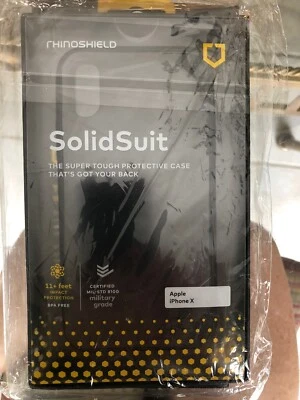 RHINOSHIELD
SolidSuit
THE SUPER TOUGH PROTECTIVE CASE
THAT'S GOT YOUR BACK
11+ feet
IMPACT
PROTECTION
BPA FREE
CERTIFIED
MIL-STD 810G
military
grade
Apple
iPhone X